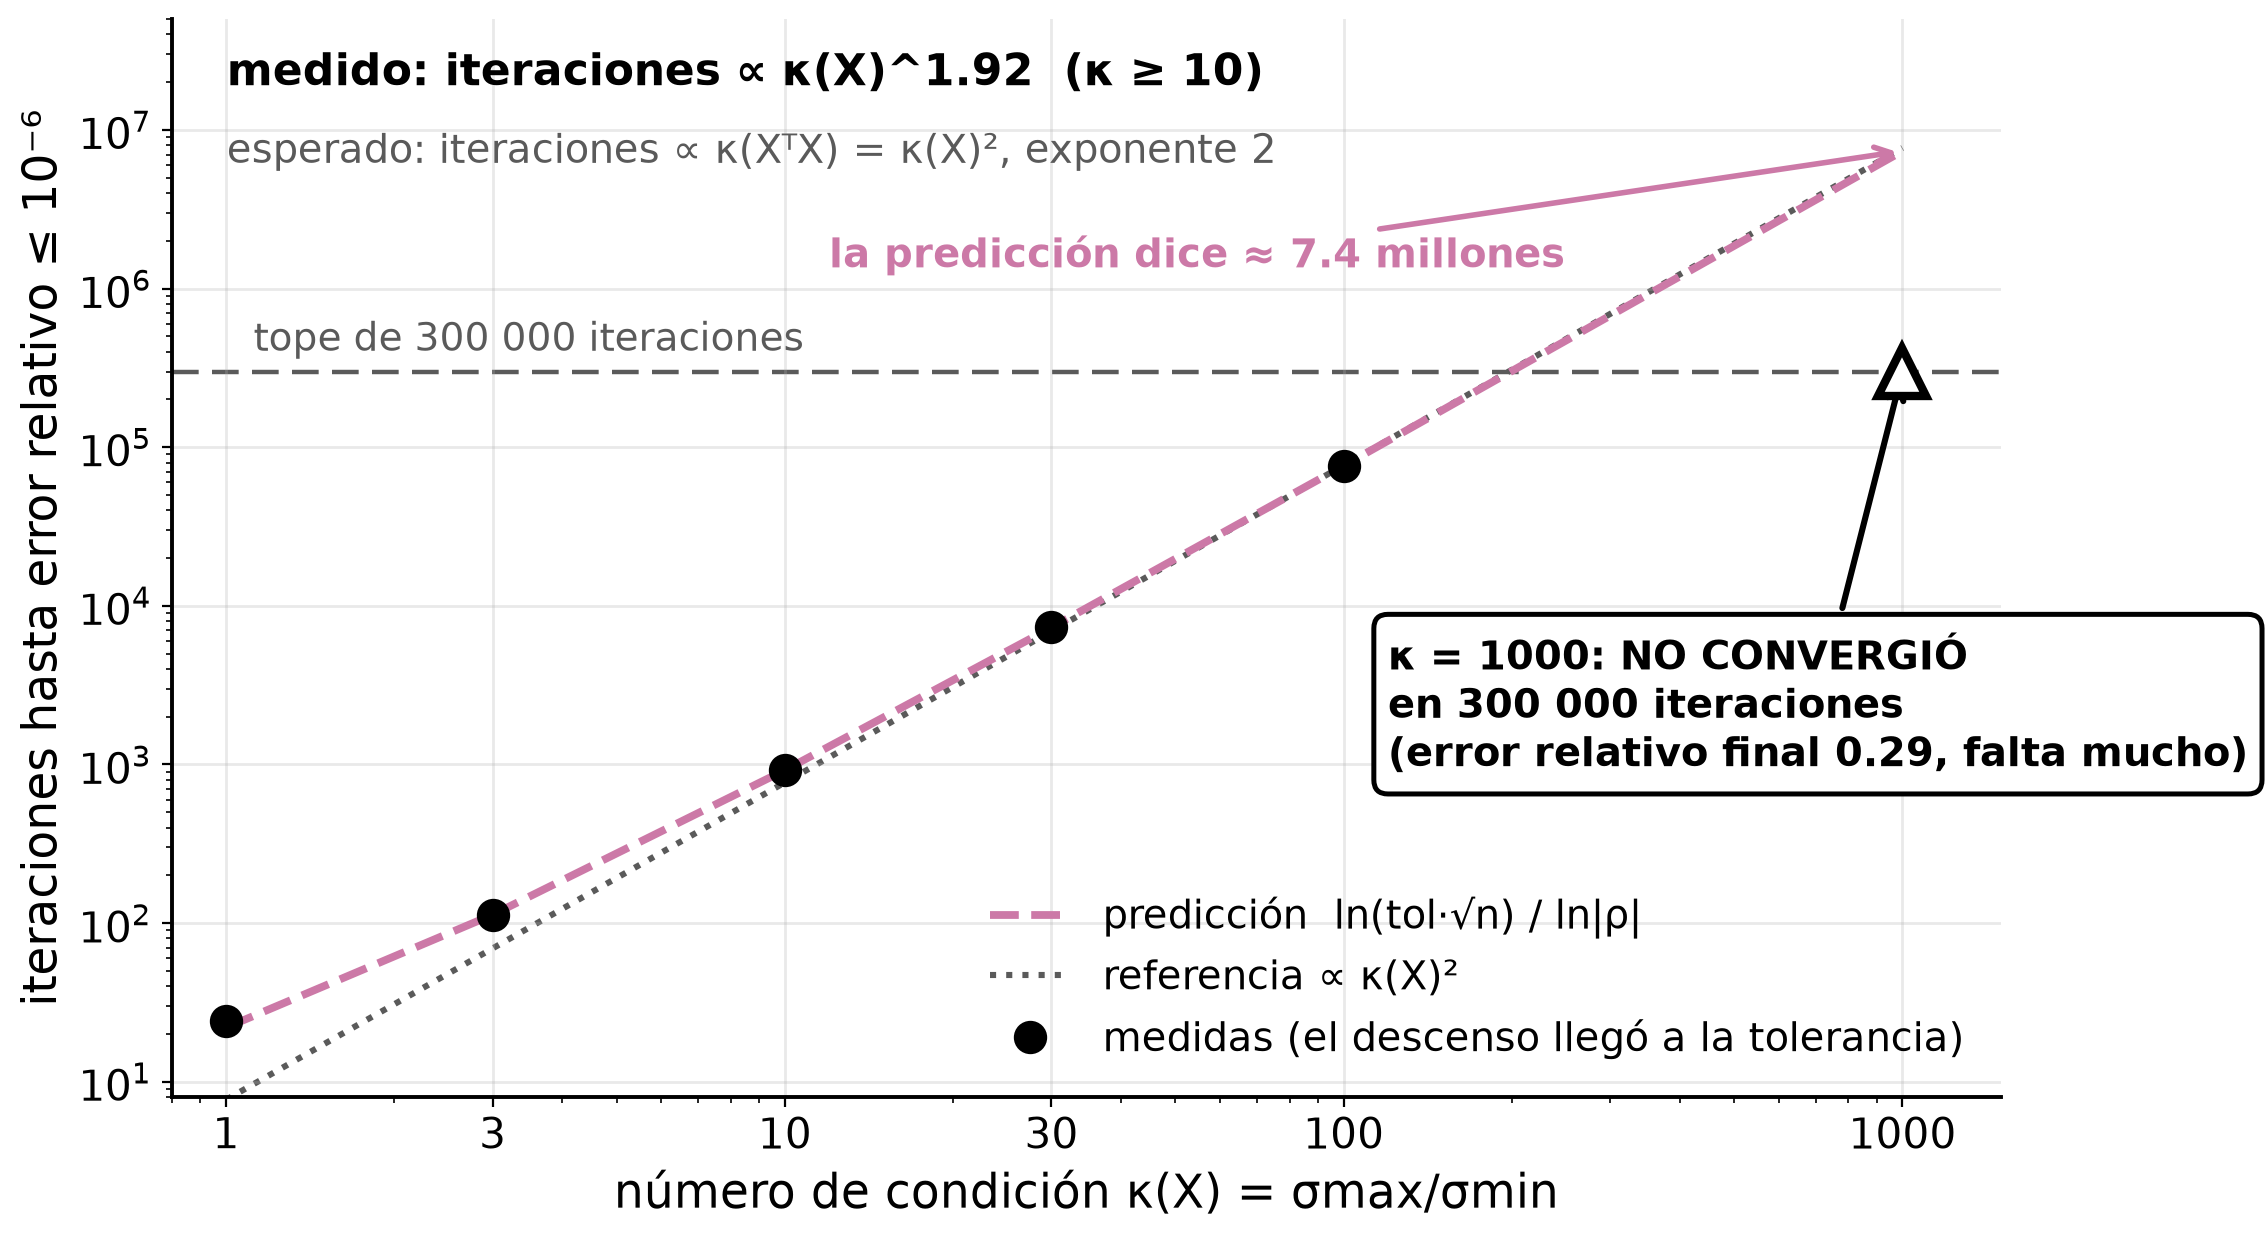 medido: iteraciones ∝ κ(X)^1.92  (κ ≥ 10)
esperado: iteraciones ∝ κ(XᵀX) = κ(X)², exponente 2
la predicción dice ≈ 7.4 millones
tope de 300 000 iteraciones
κ = 1000: NO CONVERGIÓ
en 300 000 iteraciones
(error relativo final 0.29, falta mucho)
predicción  ln(tol·√n) / ln|ρ|
referencia ∝ κ(X)²
medidas (el descenso llegó a la tolerancia)
iteraciones hasta error relativo ≤ 10⁻⁶
10⁷
10⁶
10⁵
10⁴
10³
10²
10¹
1 3 10 30 100 1000
número de condición κ(X) = σmax/σmin